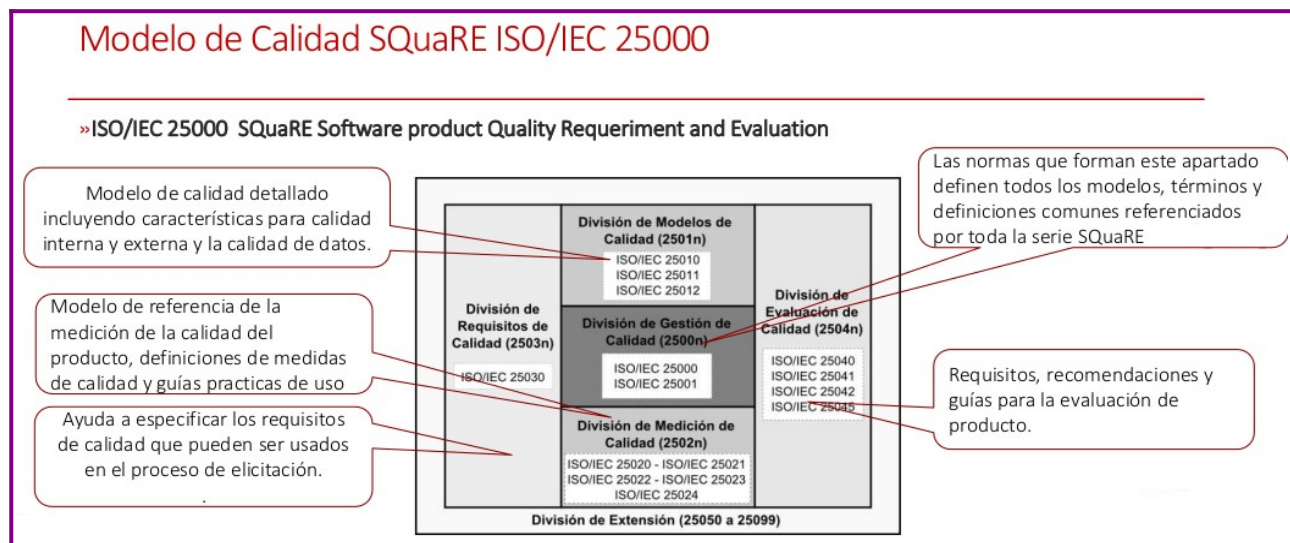 Modelo de Calidad SQuaRE ISO/IEC 25000
»ISO/IEC 25000 SQuaRE Software product Quality Requeriment and Evaluation
Modelo de calidad detallado
incluyendo características para calidad
interna y externa y la calidad de datos.
Modelo de referencia de la
medición de la calidad del
producto, definiciones de medidas
de calidad y guías practicas de uso
Ayuda a especificar los requisitos
de calidad que pueden ser usados
en el proceso de elicitación.
.
División de
Requisitos de
Calidad (2503n)
ISO/IEC 25030
División de Modelos de
Calidad (2501n)
ISO/IEC 25010
ISO/IEC 25011
ISO/IEC 25012
División de Gestión de
Calidad (2500n)
ISO/IEC 25000
ISO/IEC 25001
División de Medición de
Calidad (2502n)
ISO/IEC 25020 - ISO/IEC 25021
ISO/IEC 25022 - ISO/IEC 25023
ISO/IEC 25024
División de
Evaluación de
Calidad (2504n)
ISO/IEC 25040
ISO/IEC 25041
ISO/IEC 25042
ISO/IEC 25045
División de Extensión (25050 a 25099)
Las normas que forman este apartado
definen todos los modelos, términos y
definiciones comunes referenciados
por toda la serie SQuaRE
Requisitos, recomendaciones y
guías para la evaluación de
producto.